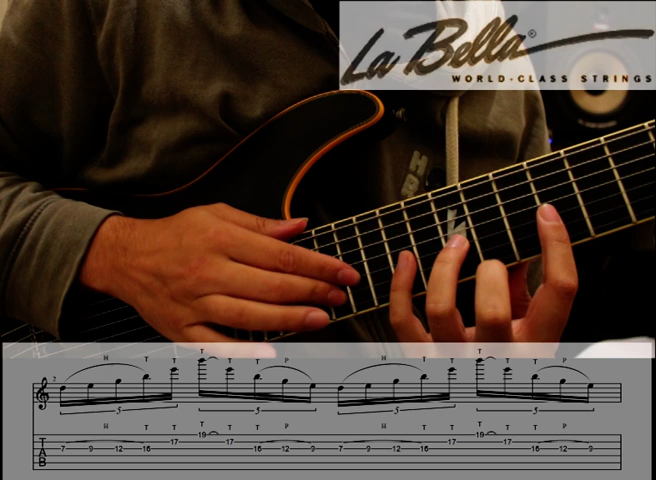 La Bella®
WORLD·CLASS STRINGS
T T
H T T T T P H T T T T P
2
5 5 5 5
T T
H T T T T P H T T T T P
19 19
17 17 17 17
7 9 12 16 16 12 9 7 9 12 16 16 12 9